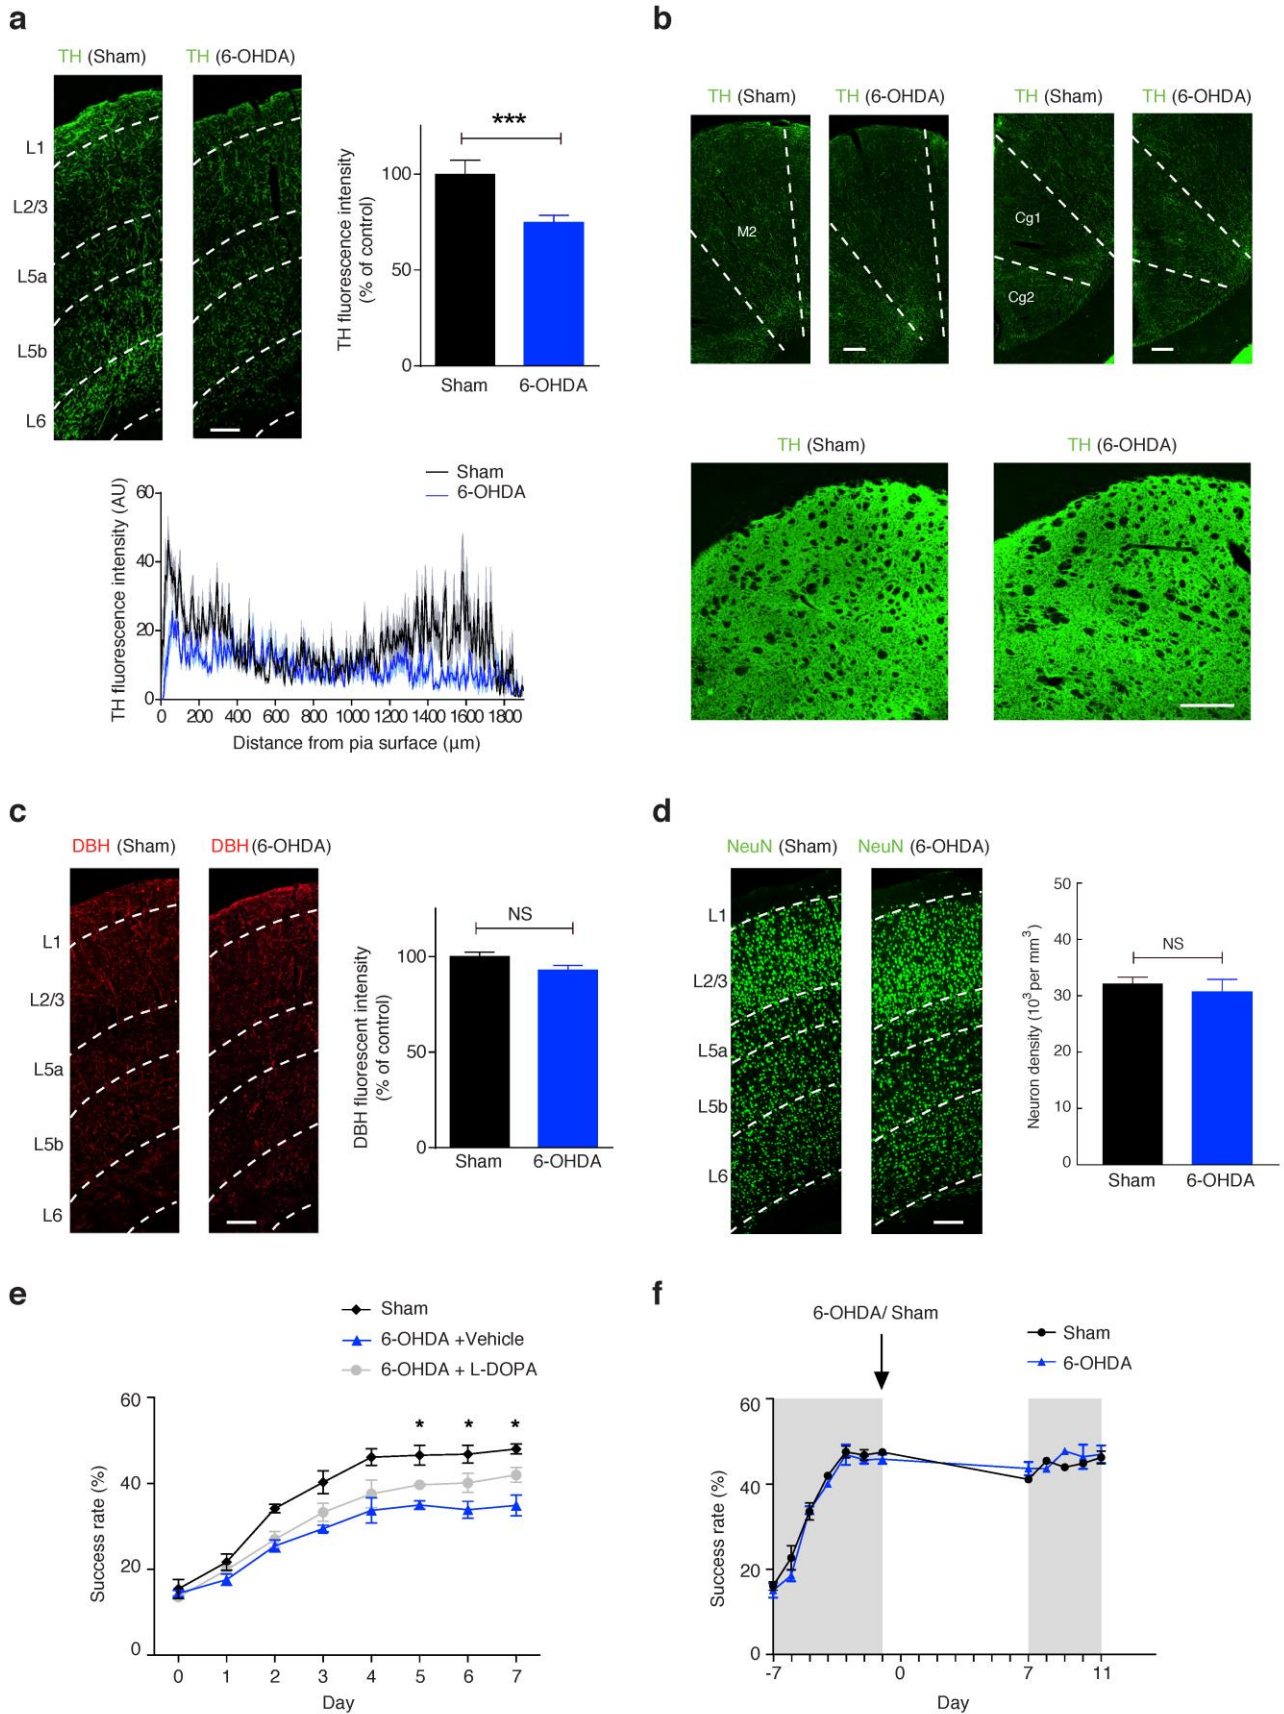 a
TH (Sham)
TH (6-OHDA)
L1
L2/3
L5a
L5b
L6
TH fluorescence intensity
(% of control)
100
50
0
***
Sham
6-OHDA
Sham
6-OHDA
TH fluorescence intensity (AU)
60
40
20
0
0 200 400 600 800 1000 1200 1400 1600 1800
Distance from pia surface (µm)
b
TH (Sham)
TH (6-OHDA)
TH (Sham)
TH (6-OHDA)
M2
Cg1
Cg2
TH (Sham)
TH (6-OHDA)
c
DBH (Sham)
DBH (6-OHDA)
L1
L2/3
L5a
L5b
L6
DBH fluorescent intensity
(% of control)
100
50
0
NS
Sham
6-OHDA
d
NeuN (Sham)
NeuN (6-OHDA)
L1
L2/3
L5a
L5b
L6
Neuron density (10³ per mm³)
50
40
30
20
10
0
NS
Sham
6-OHDA
e
Sham
6-OHDA +Vehicle
6-OHDA + L-DOPA
Success rate (%)
60
40
20
0
* * *
0 1 2 3 4 5 6 7
Day
f
6-OHDA/ Sham
Sham
6-OHDA
Success rate (%)
60
40
20
0
-7 0 7 11
Day